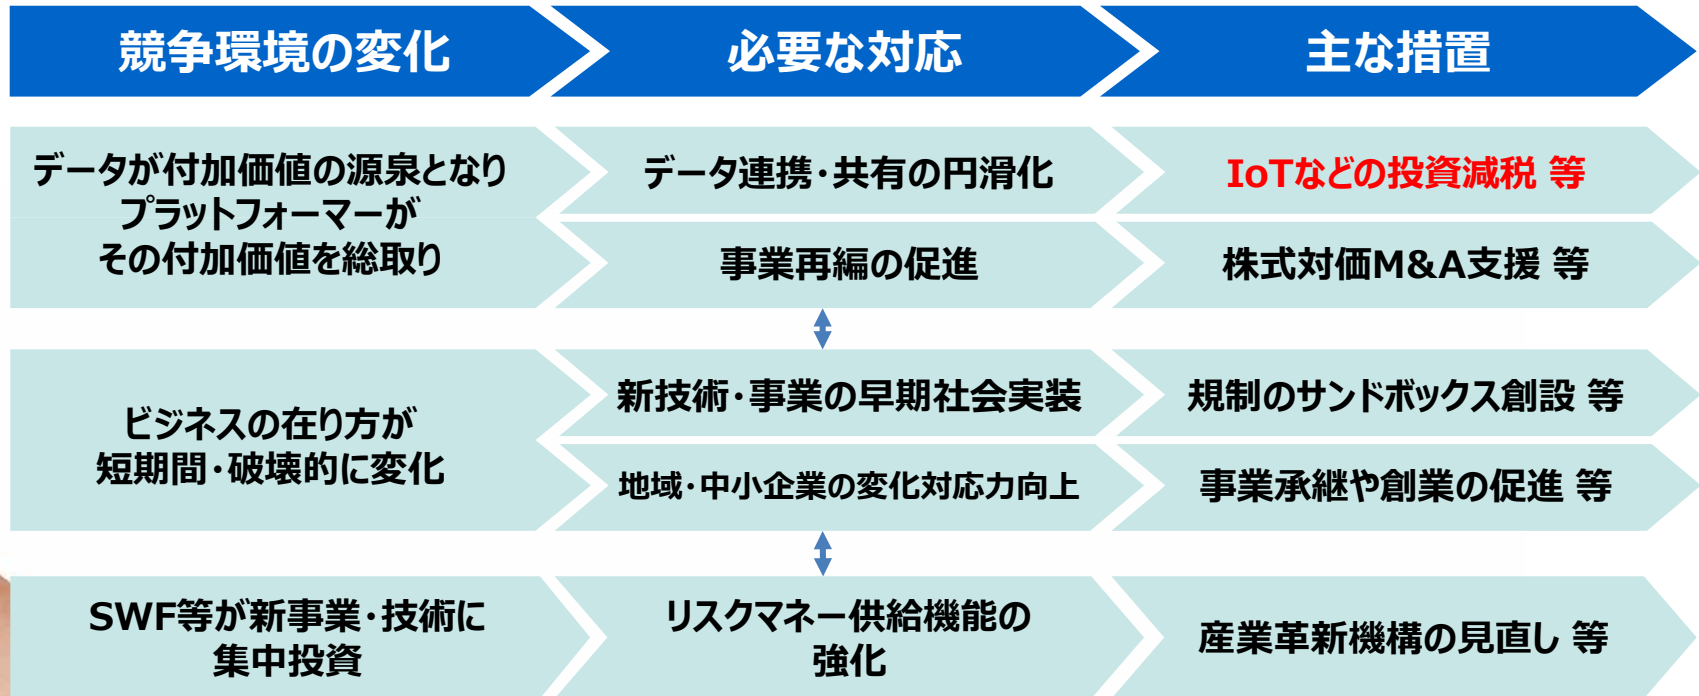 競争環境の変化
必要な対応
主な措置
データが付加価値の源泉となり
プラットフォーマーが
その付加価値を総取り
データ連携・共有の円滑化
IoTなどの投資減税 等
事業再編の促進
株式対価M&A支援 等
ビジネスの在り方が
短期間・破壊的に変化
新技術・事業の早期社会実装
規制のサンドボックス創設 等
地域・中小企業の変化対応力向上
事業承継や創業の促進 等
SWF等が新事業・技術に
集中投資
リスクマネー供給機能の
強化
産業革新機構の見直し 等